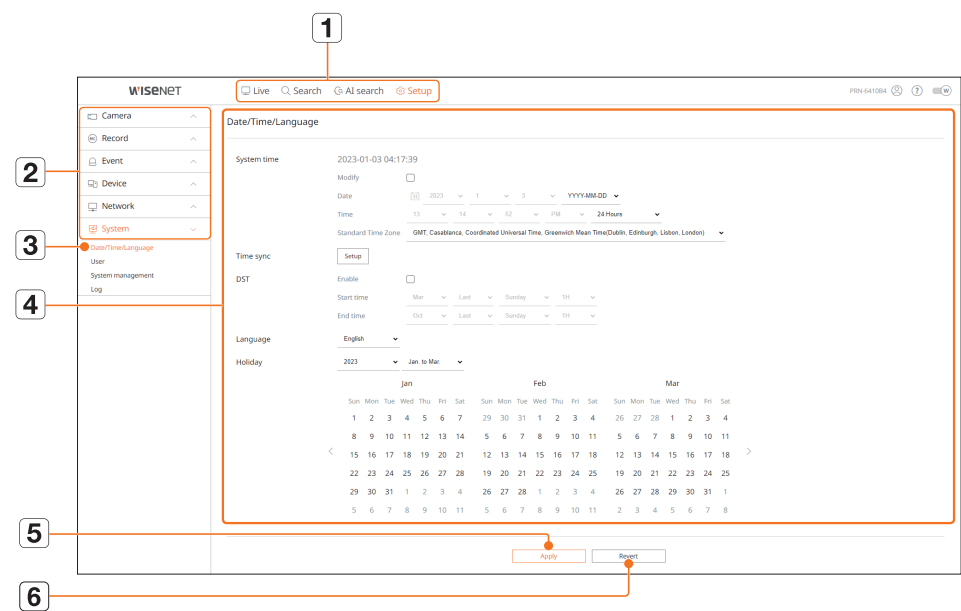 1
WISENET
Live Search AI search Setup
PRN-6410B4 ? W
Camera
Record
Event
Device
Network
System
Date/Time/Language
User
System management
Log
2
3
4
Date/Time/Language
System time 2023-01-03 04:17:39
Modify
Date 31 2023 1 3 YYYY-MM-DD
Time 13 14 52 PM 24 Hours
Standard Time Zone GMT, Casablanca, Coordinated Universal Time, Greenwich Mean Time(Dublin, Edinburgh, Lisbon, London)
Time sync Setup
DST Enable
Start time Mar Last Sunday 1H
End time Oct Last Sunday 1H
Language English
Holiday 2023 Jan. to Mar.
Jan Feb Mar
Sun Mon Tue Wed Thu Fri Sat Sun Mon Tue Wed Thu Fri Sat Sun Mon Tue Wed Thu Fri Sat
1 2 3 4 5 6 7 29 30 31 1 2 3 4 26 27 28 1 2 3 4
8 9 10 11 12 13 14 5 6 7 8 9 10 11 5 6 7 8 9 10 11
15 16 17 18 19 20 21 12 13 14 15 16 17 18 12 13 14 15 16 17 18
22 23 24 25 26 27 28 19 20 21 22 23 24 25 19 20 21 22 23 24 25
29 30 31 1 2 3 4 26 27 28 1 2 3 4 26 27 28 29 30 31 1
5 6 7 8 9 10 11 5 6 7 8 9 10 11 2 3 4 5 6 7 8
5
Apply Revert
6